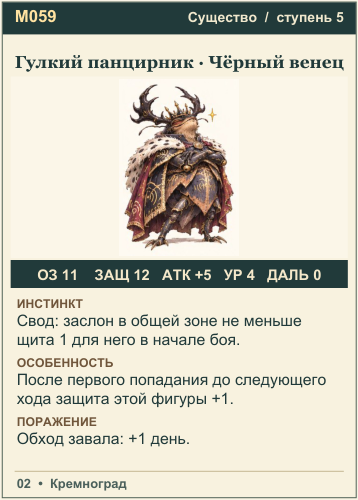 M059
Существо / ступень 5
Гулкий панцирник · Чёрный венец
ОЗ 11 ЗАЩ 12 АТК +5 УР 4 ДАЛЬ 0
ИНСТИНКТ
Свод: заслон в общей зоне не меньше
щита 1 для него в начале боя.
ОСОБЕННОСТЬ
После первого попадания до следующего
хода защита этой фигуры +1.
ПОРАЖЕНИЕ
Обход завала: +1 день.
02 • Кремноград